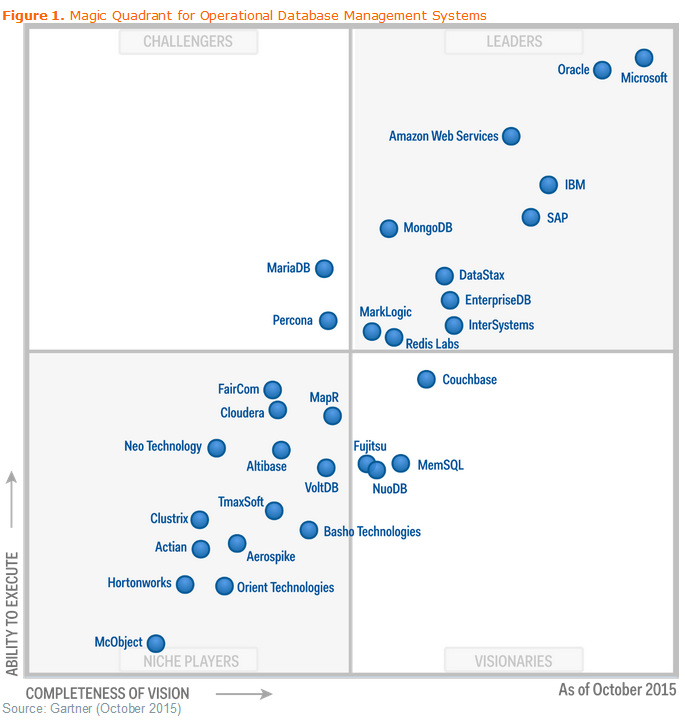 Figure 1. Magic Quadrant for Operational Database Management Systems
CHALLENGERS
LEADERS
Oracle
Microsoft
Amazon Web Services
IBM
SAP
MongoDB
MariaDB
DataStax
EnterpriseDB
MarkLogic
Percona
InterSystems
Redis Labs
Couchbase
FairCom
MapR
Cloudera
Neo Technology
Altibase
Fujitsu
MemSQL
VoltDB
NuoDB
TmaxSoft
Clustrix
Basho Technologies
Actian
Aerospike
Hortonworks
Orient Technologies
McObject
NICHE PLAYERS
VISIONARIES
ABILITY TO EXECUTE
COMPLETENESS OF VISION
As of October 2015
Source: Gartner (October 2015)